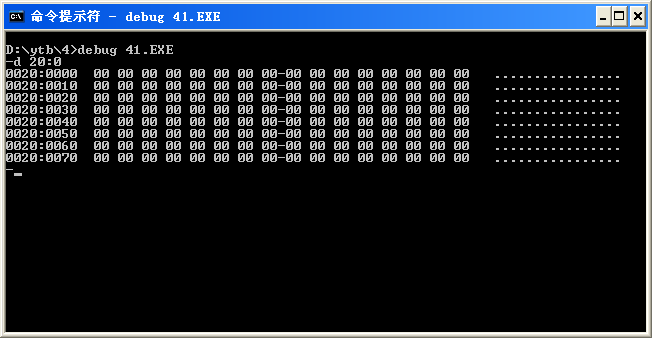 命令提示符 - debug 41.EXE
D:\ytb\4>debug 41.EXE
-d 20:0
0020:0000  00 00 00 00 00 00 00 00-00 00 00 00 00 00 00 00   ................
0020:0010  00 00 00 00 00 00 00 00-00 00 00 00 00 00 00 00   ................
0020:0020  00 00 00 00 00 00 00 00-00 00 00 00 00 00 00 00   ................
0020:0030  00 00 00 00 00 00 00 00-00 00 00 00 00 00 00 00   ................
0020:0040  00 00 00 00 00 00 00 00-00 00 00 00 00 00 00 00   ................
0020:0050  00 00 00 00 00 00 00 00-00 00 00 00 00 00 00 00   ................
0020:0060  00 00 00 00 00 00 00 00-00 00 00 00 00 00 00 00   ................
0020:0070  00 00 00 00 00 00 00 00-00 00 00 00 00 00 00 00   ................
-_